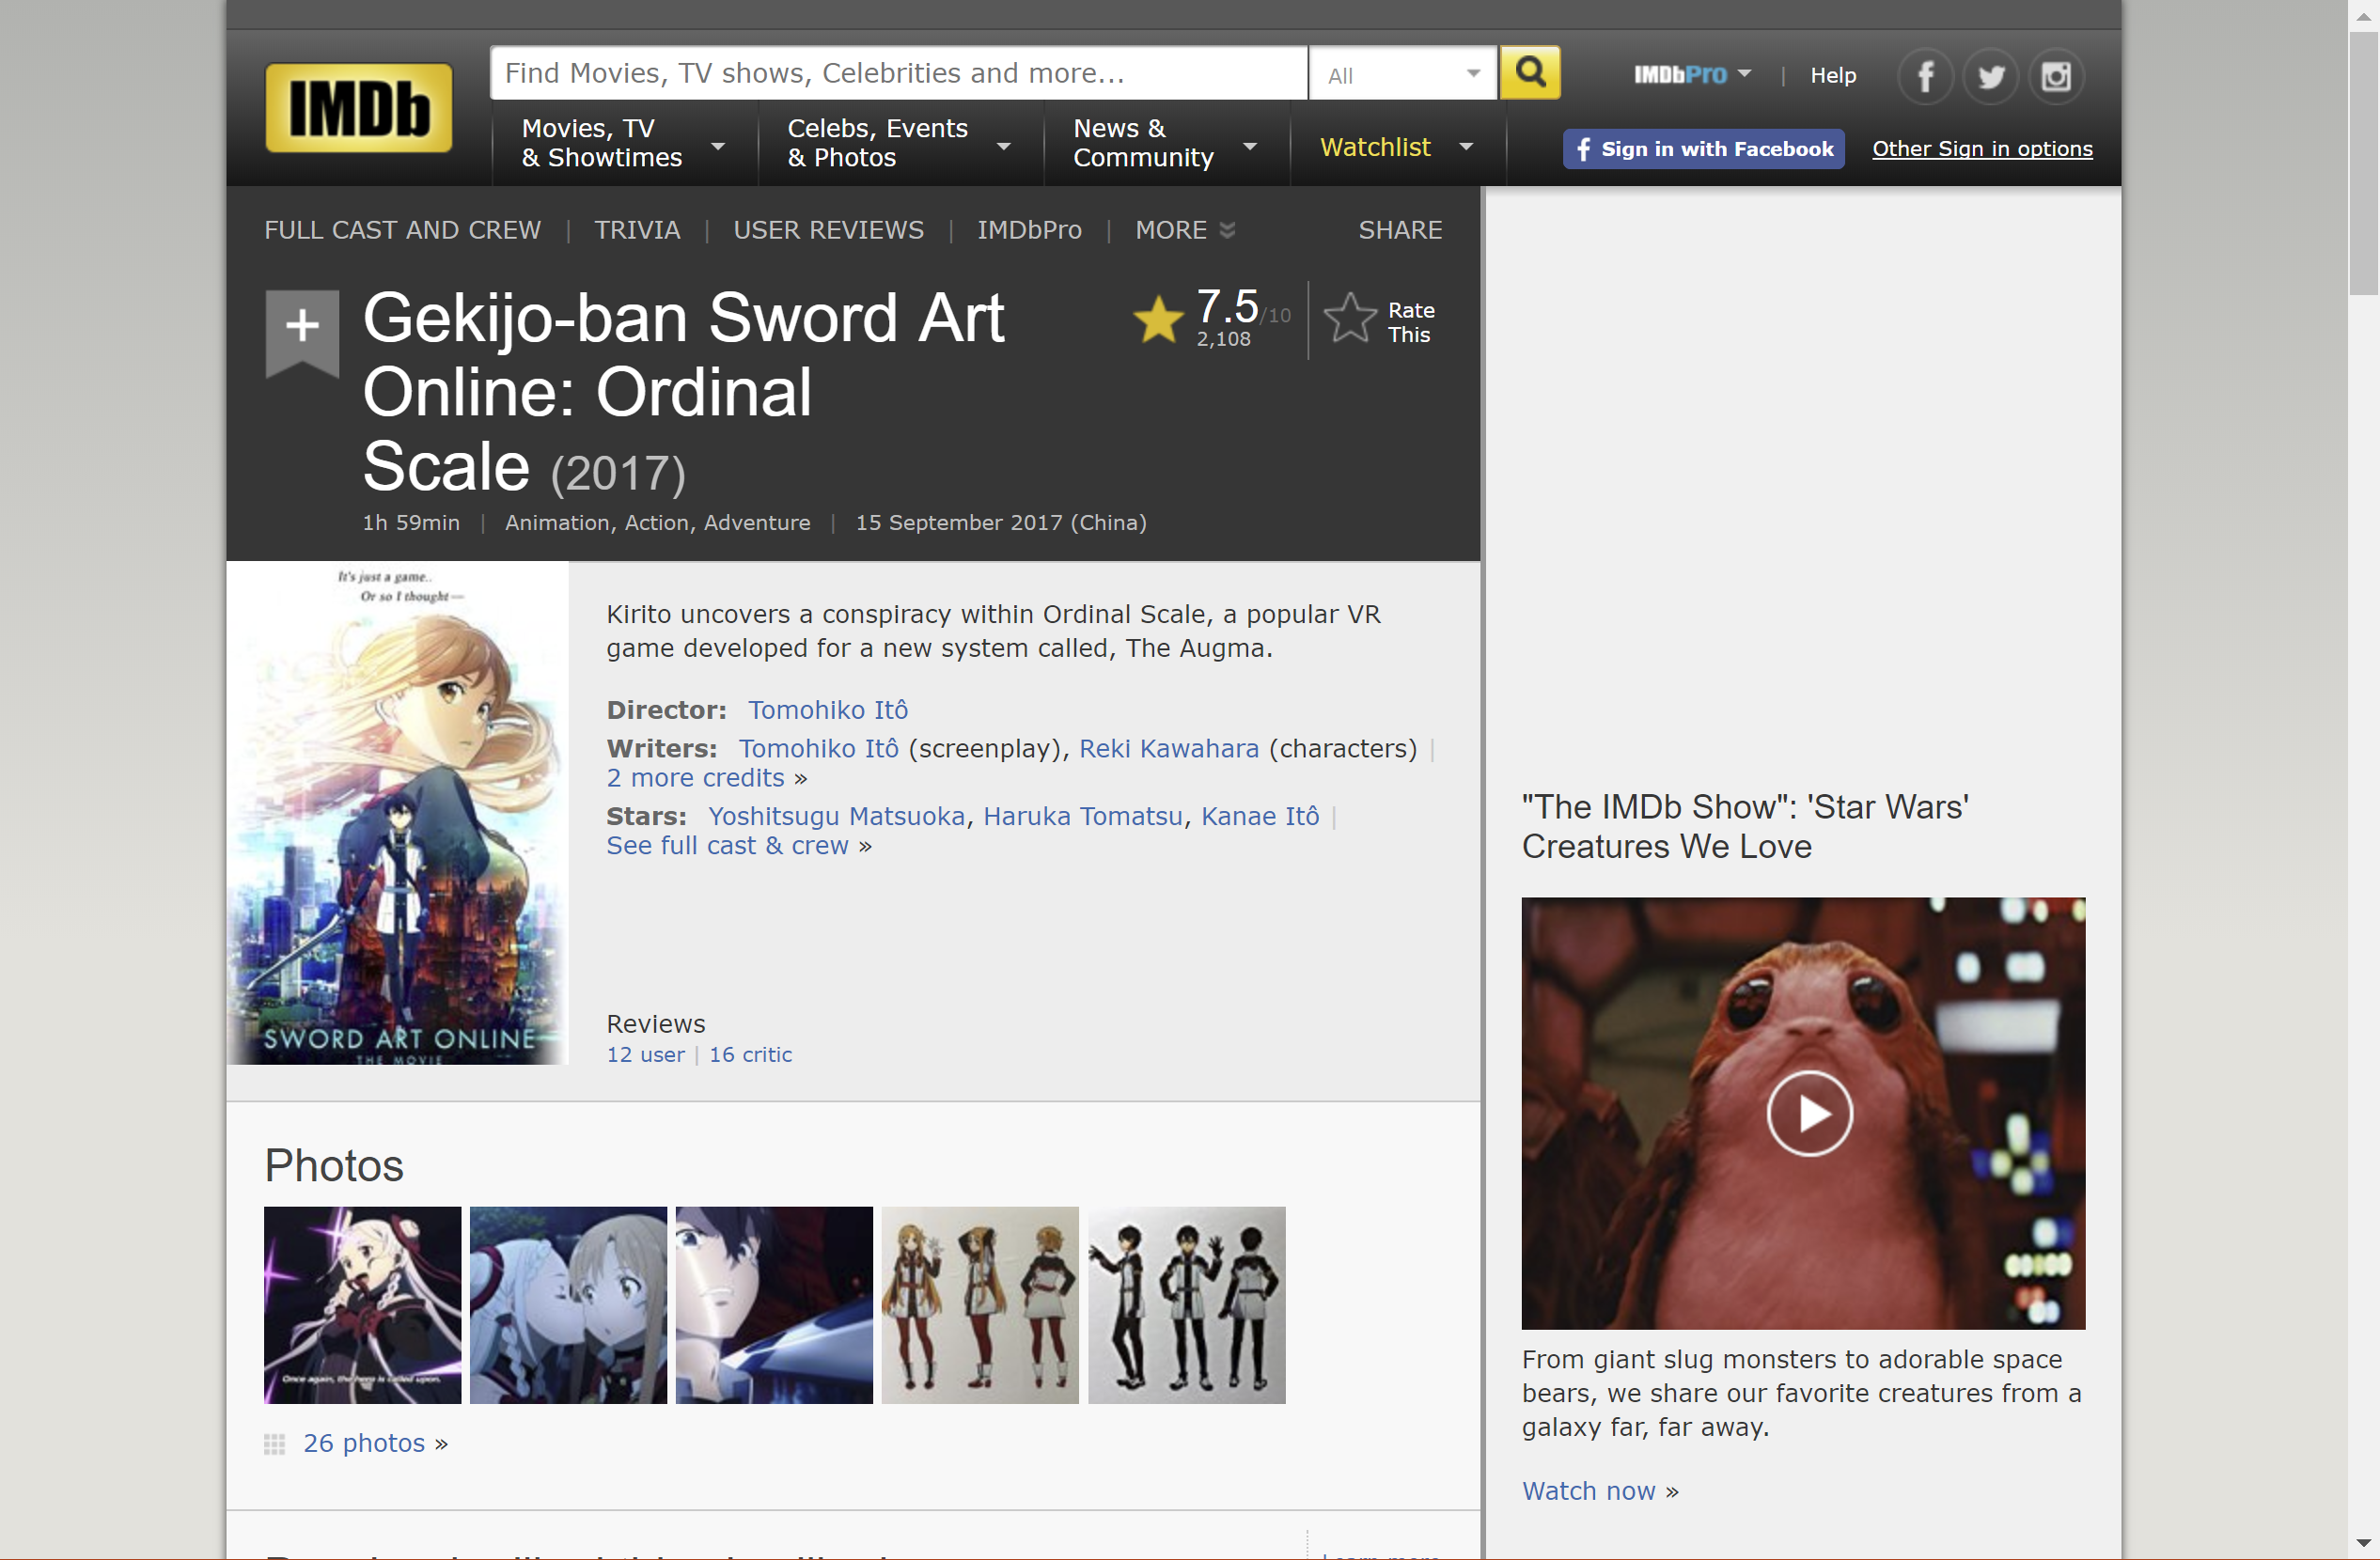 IMDb
Find Movies, TV shows, Celebrities and more...
All
IMDbPro | Help
Movies, TV
& Showtimes
Celebs, Events
& Photos
News &
Community
Watchlist
f Sign in with Facebook
Other Sign in options
FULL CAST AND CREW | TRIVIA | USER REVIEWS | IMDbPro | MORE
SHARE
Gekijo-ban Sword Art
Online: Ordinal
Scale (2017)
7.5/10
2,108
Rate
This
1h 59min | Animation, Action, Adventure | 15 September 2017 (China)
It's just a game..
Or so I thought—
SWORD ART ONLINE
THE MOVIE
Kirito uncovers a conspiracy within Ordinal Scale, a popular VR
game developed for a new system called, The Augma.
Director: Tomohiko Itô
Writers: Tomohiko Itô (screenplay), Reki Kawahara (characters) |
2 more credits »
Stars: Yoshitsugu Matsuoka, Haruka Tomatsu, Kanae Itô |
See full cast & crew »
Reviews
12 user | 16 critic
Photos
Once again, the hero is called upon.
26 photos »
"The IMDb Show": 'Star Wars'
Creatures We Love
From giant slug monsters to adorable space
bears, we share our favorite creatures from a
galaxy far, far away.
Watch now »